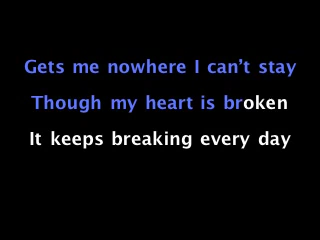 Gets me nowhere I can't stay
Though my heart is broken
It keeps breaking every day